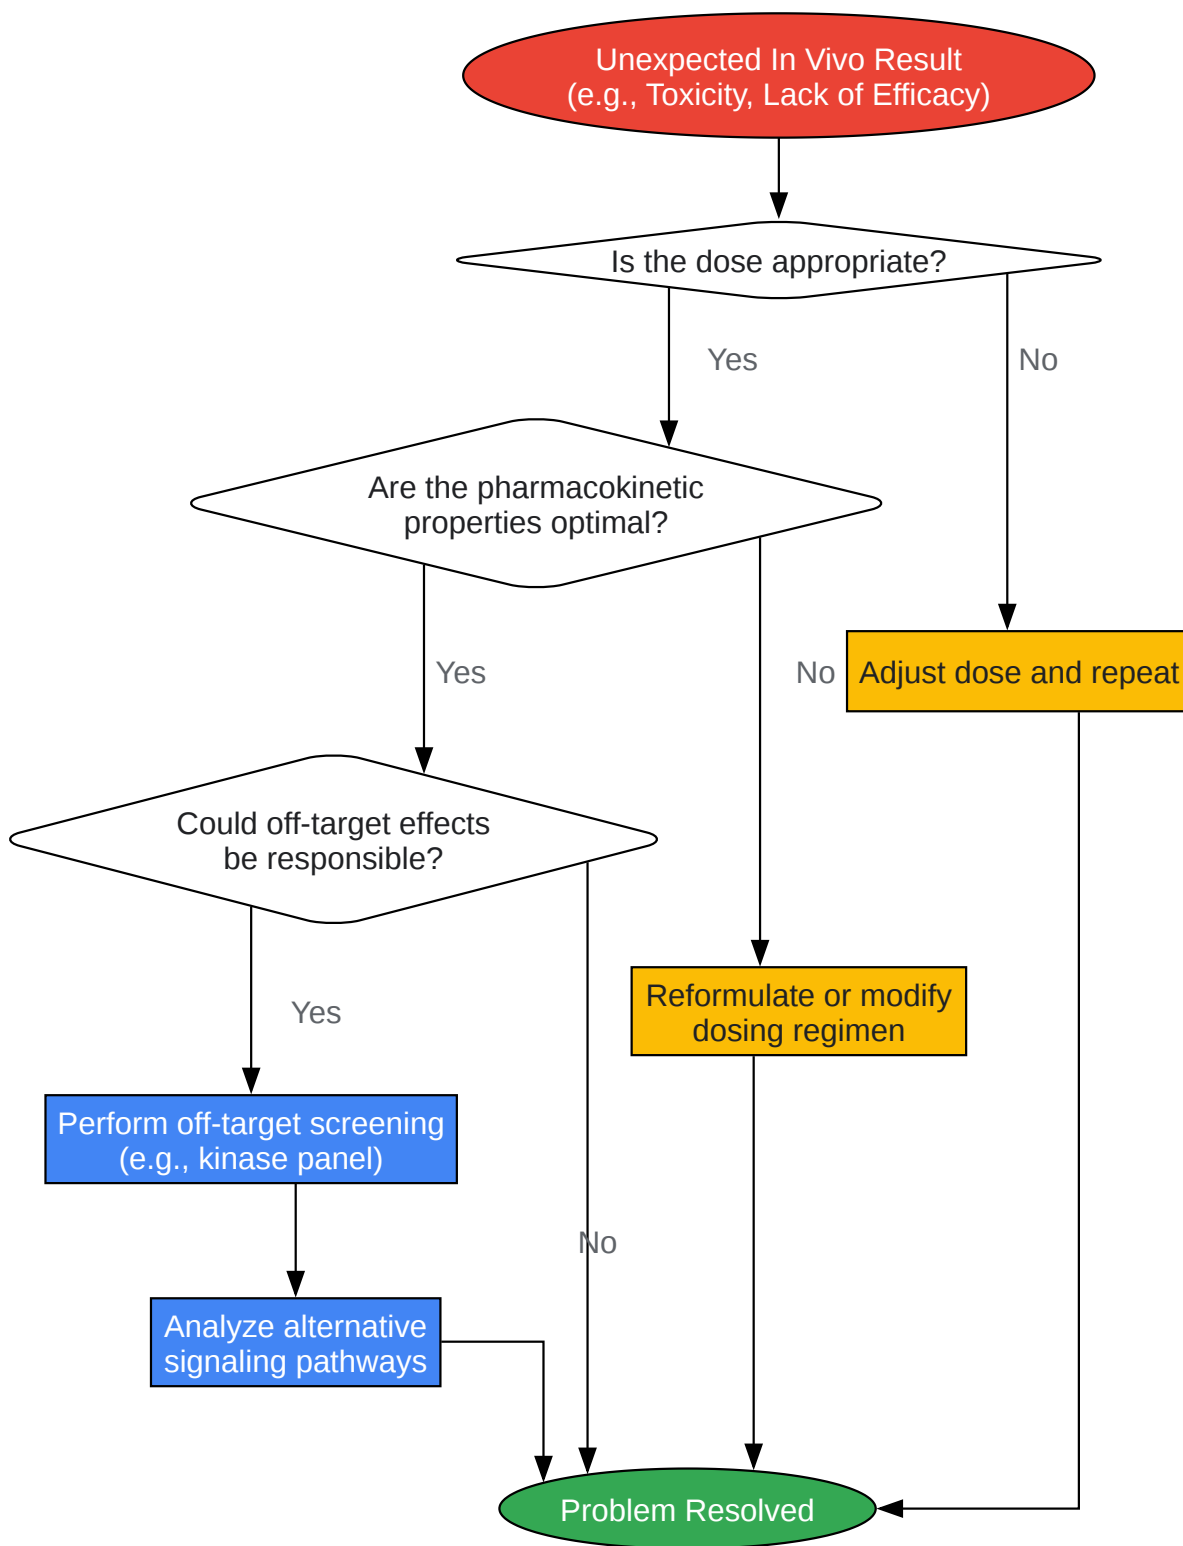 Unexpected In Vivo Result
(e.g., Toxicity, Lack of Efficacy)
Is the dose appropriate?
Yes
No
Are the pharmacokinetic
properties optimal?
Yes
No
Adjust dose and repeat
Could off-target effects
be responsible?
Yes
Reformulate or modify
dosing regimen
Perform off-target screening
(e.g., kinase panel)
No
Analyze alternative
signaling pathways
Problem Resolved